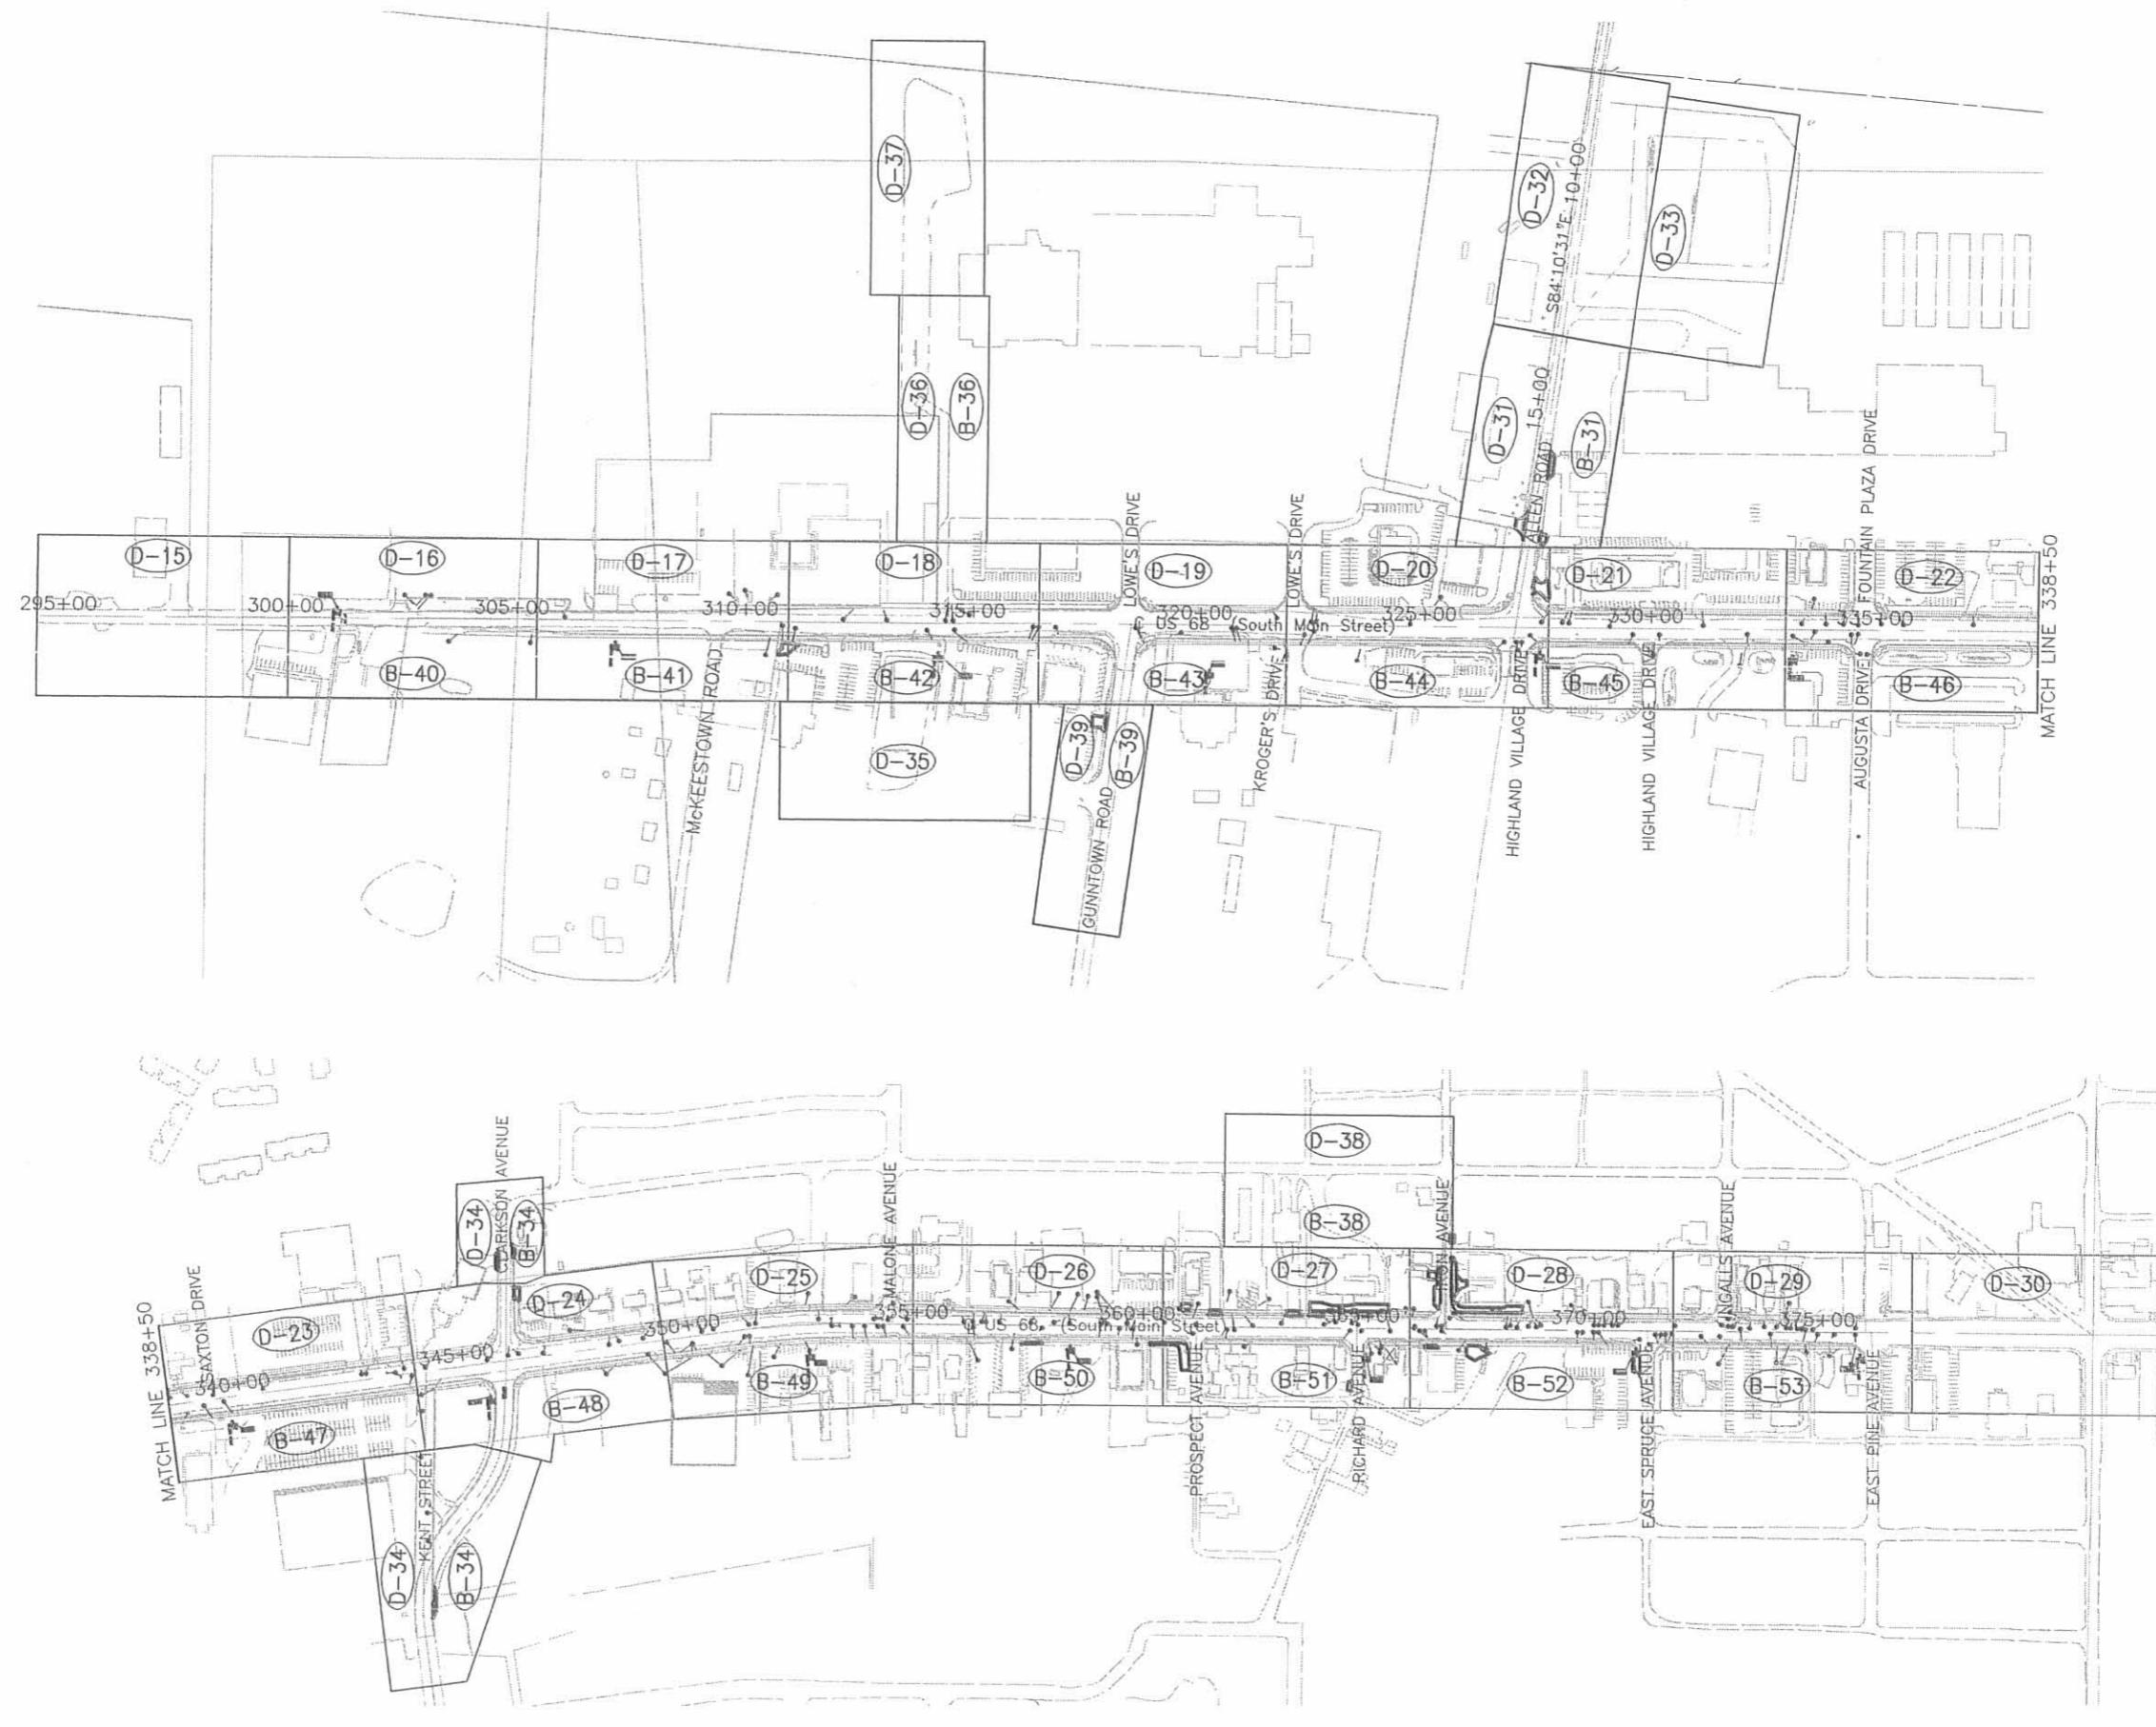 D-37
D-32
S84°10'31"E 10+00
D-33
D-36
B-36
D-31
15+00
B-31
ALLEN ROAD
FOUNTAIN PLAZA DRIVE
LOWE'S DRIVE
LOWE'S DRIVE
D-15
D-16
D-17
D-18
D-19
D-20
D-21
D-22
MATCH LINE 338+50
295+00
300+00
305+00
310+00
315+00
320+00
325+00
330+00
335+00
US 68 (South Main Street)
B-40
B-41
B-42
B-43
B-44
B-45
B-46
McKEESTOWN ROAD
D-35
D-39
B-39
GUNNTOWN ROAD
KROGER'S DRIVE
HIGHLAND VILLAGE DRIVE
HIGHLAND VILLAGE DRIVE
AUGUSTA DRIVE
D-38
D-34
CLARKSON AVENUE
B-34
MALONE AVENUE
B-38
AVENUE
INGALLS AVENUE
MATCH LINE 338+50
SAXTON DRIVE
D-23
D-24
D-25
D-26
D-27
D-28
D-29
D-30
340+00
345+00
350+00
355+00
360+00
365+00
370+00
375+00
US 68 (South Main Street)
B-47
B-48
B-49
B-50
B-51
B-52
B-53
D-34
KENT STREET
B-34
PROSPECT AVENUE
RICHARD AVENUE
EAST SPRUCE AVENUE
EAST PINE AVENUE